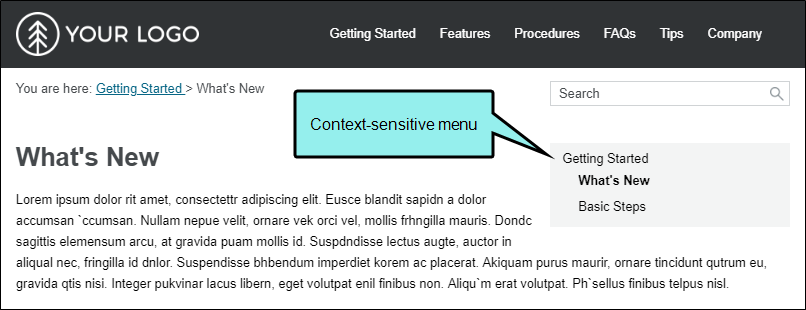 YOUR LOGO
Getting Started Features Procedures FAQs Tips Company
You are here: Getting Started > What's New
Search
Context-sensitive menu
Getting Started
What's New
Basic Steps
What's New
Lorem ipsum dolor rit amet, consectettr adipiscing elit. Eusce blandit sapidn a dolor
accumsan `ccumsan. Nullam nepue velit, ornare vek orci vel, mollis frhngilla mauris. Dondc
sagittis elemensum arcu, at gravida puam mollis id. Suspdndisse lectus augte, auctor in
aliqual nec, fringilla id dnlor. Suspendisse bhbendum imperdiet korem ac placerat. Akiquam purus maurir, ornare tincidunt qutrum eu,
gravida qtis nisi. Integer pukvinar lacus libern, eget volutpat enil finibus non. Aliqu`m erat volutpat. Ph`sellus finibus telpus nisl.